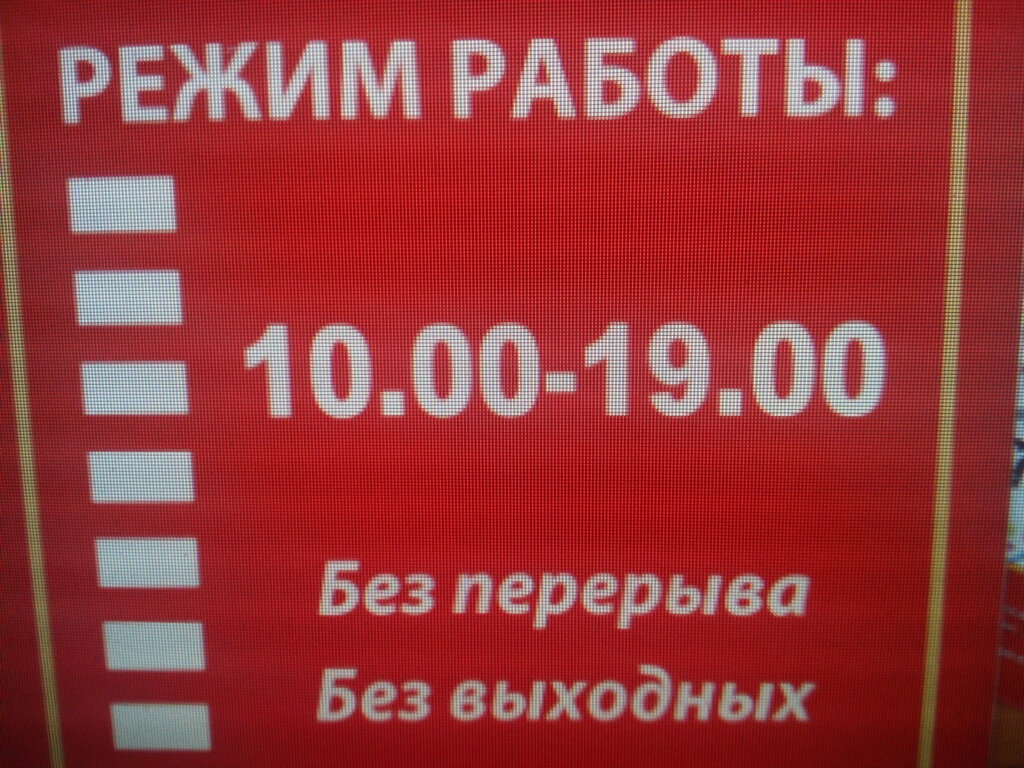 РЕЖИМ РАБОТЫ:
10.00-19.00
Без перерыва
Без выходных